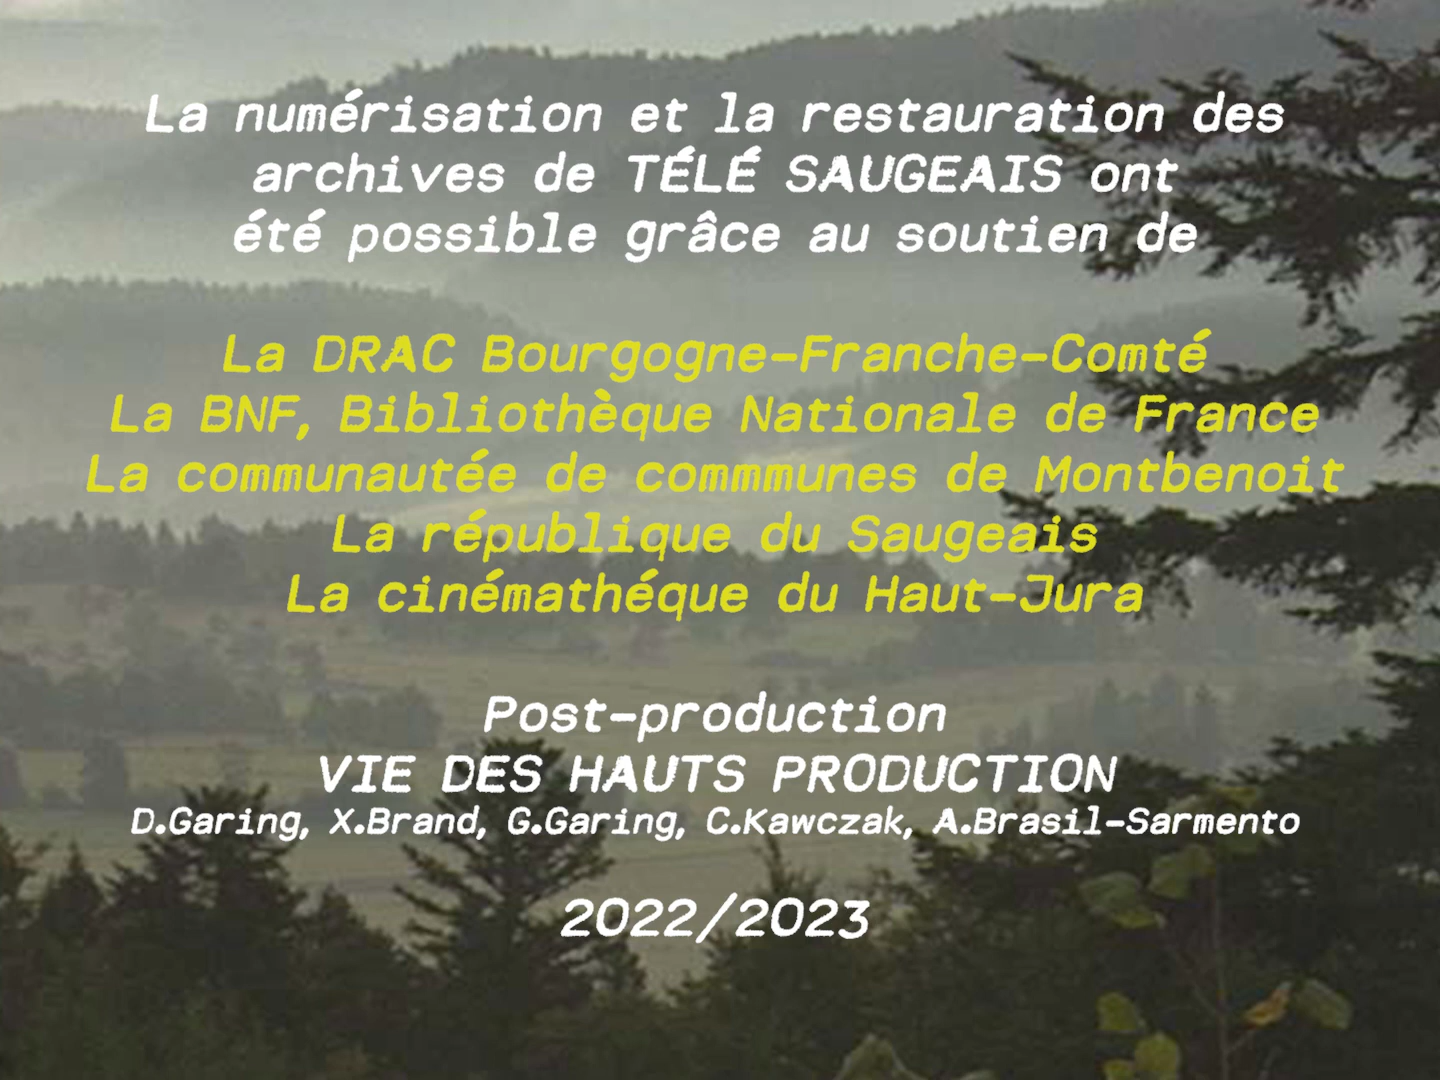 La numérisation et la restauration des
archives de TÉLÉ SAUGEAIS ont
été possible grâce au soutien de
La DRAC Bourgogne-Franche-Comté
La BNF, Bibliothèque Nationale de France
La communautée de commmunes de Montbenoit
La république du Saugeais
La cinémathéque du Haut-Jura
Post-production
VIE DES HAUTS PRODUCTION
D.Garing, X.Brand, G.Garing, C.Kawczak, A.Brasil-Sarmento
2022/2023